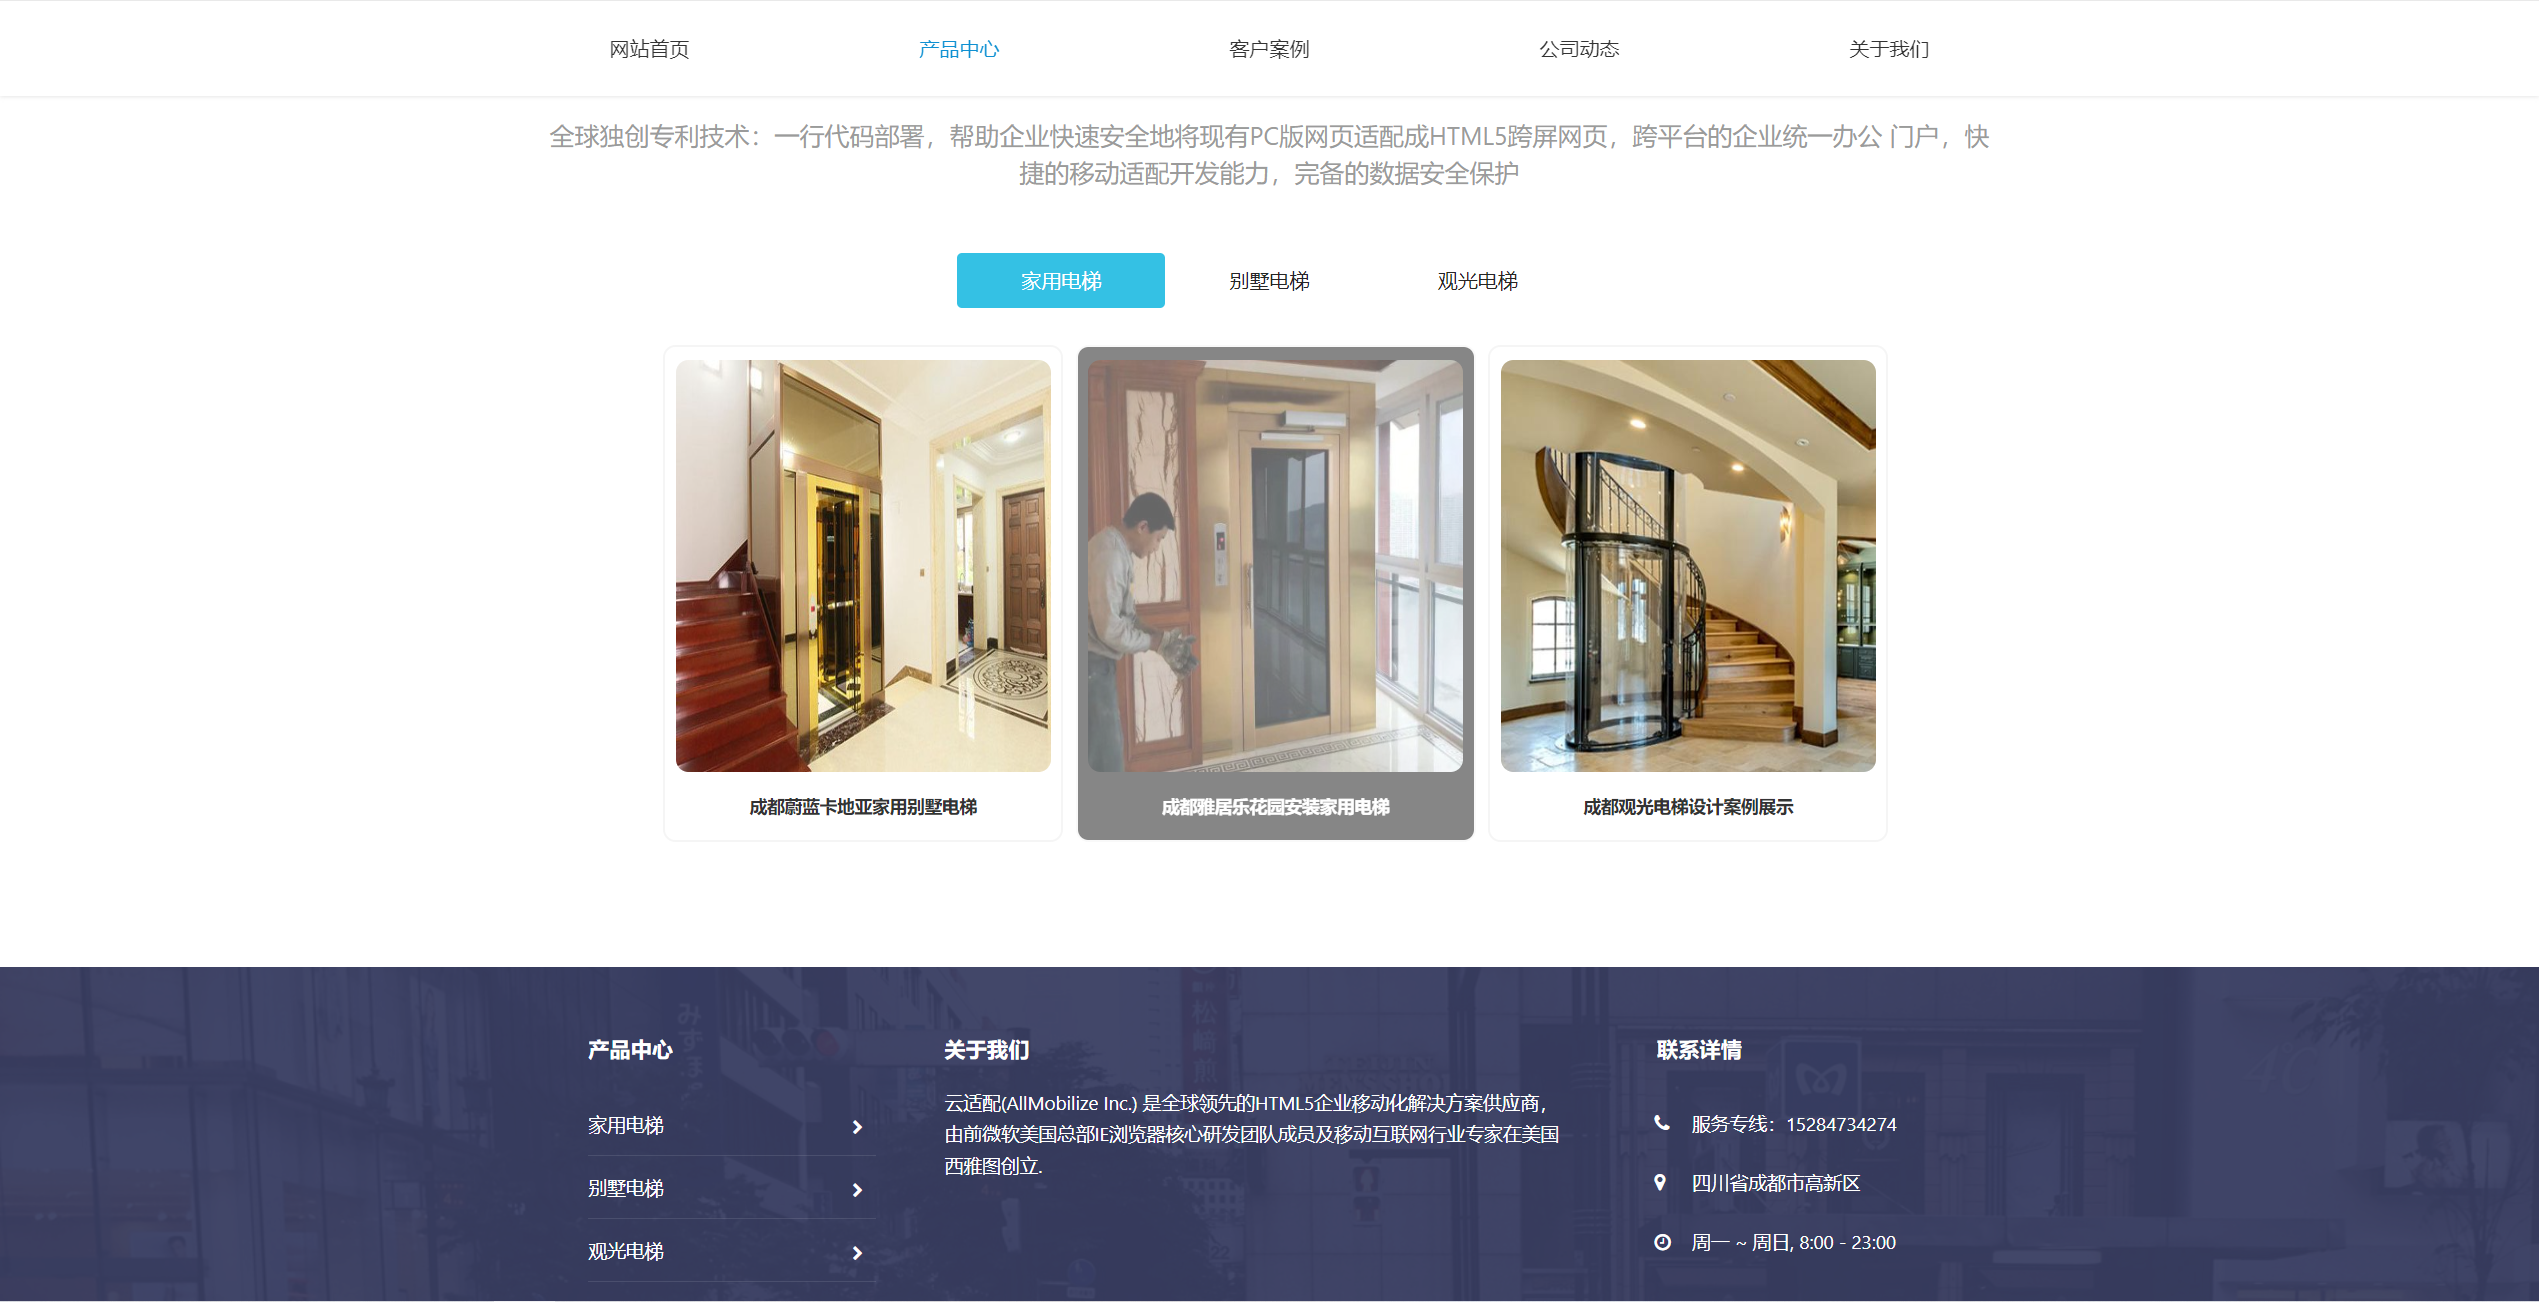 网站首页 产品中心 客户案例 公司动态 关于我们
全球独创专利技术：一行代码部署，帮助企业快速安全地将现有PC版网页适配成HTML5跨屏网页，跨平台的企业统一办公 门户，快
捷的移动适配开发能力，完备的数据安全保护
家用电梯 别墅电梯 观光电梯
成都蔚蓝卡地亚家用别墅电梯
成都雅居乐花园安装家用电梯
成都观光电梯设计案例展示
产品中心
家用电梯
别墅电梯
观光电梯
关于我们
云适配(AllMobilize Inc.) 是全球领先的HTML5企业移动化解决方案供应商，
由前微软美国总部IE浏览器核心研发团队成员及移动互联网行业专家在美国
西雅图创立.
联系详情
服务专线：15284734274
四川省成都市高新区
周一 ~ 周日, 8:00 - 23:00
みずほ
松崎煎
22